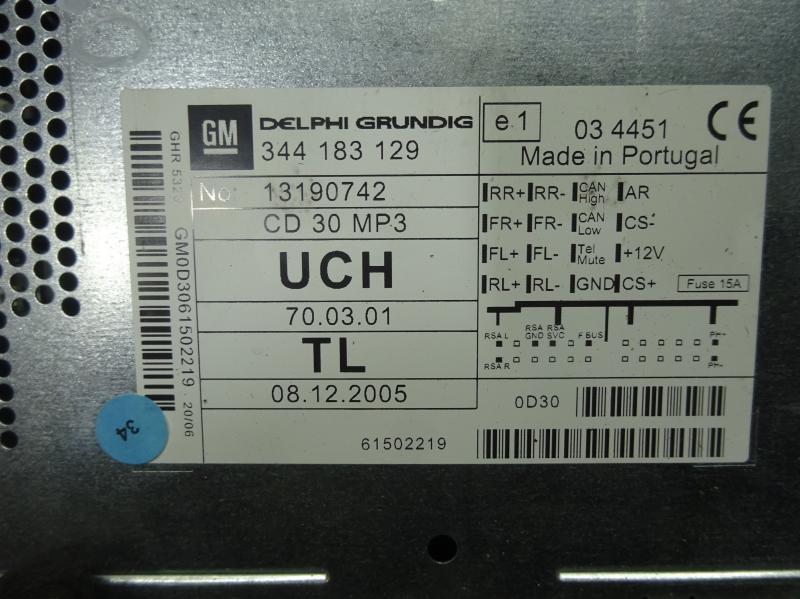 GM DELPHI GRUNDIG
344 183 129
e1 03 4451 CE
Made in Portugal
No. 13190742
CD 30 MP3
UCH
70.03.01
TL
08.12.2005
61502219
RR+ RR- CAN High AR
FR+ FR- CAN Low CS-
FL+ FL- Tel Mute +12V
RL+ RL- GND CS+ Fuse 15A
RSA L RSA GND RSA SVC F.BUS PH+
RSA R PH-
0D30
GHR
GM0D3061502219 20/06
34